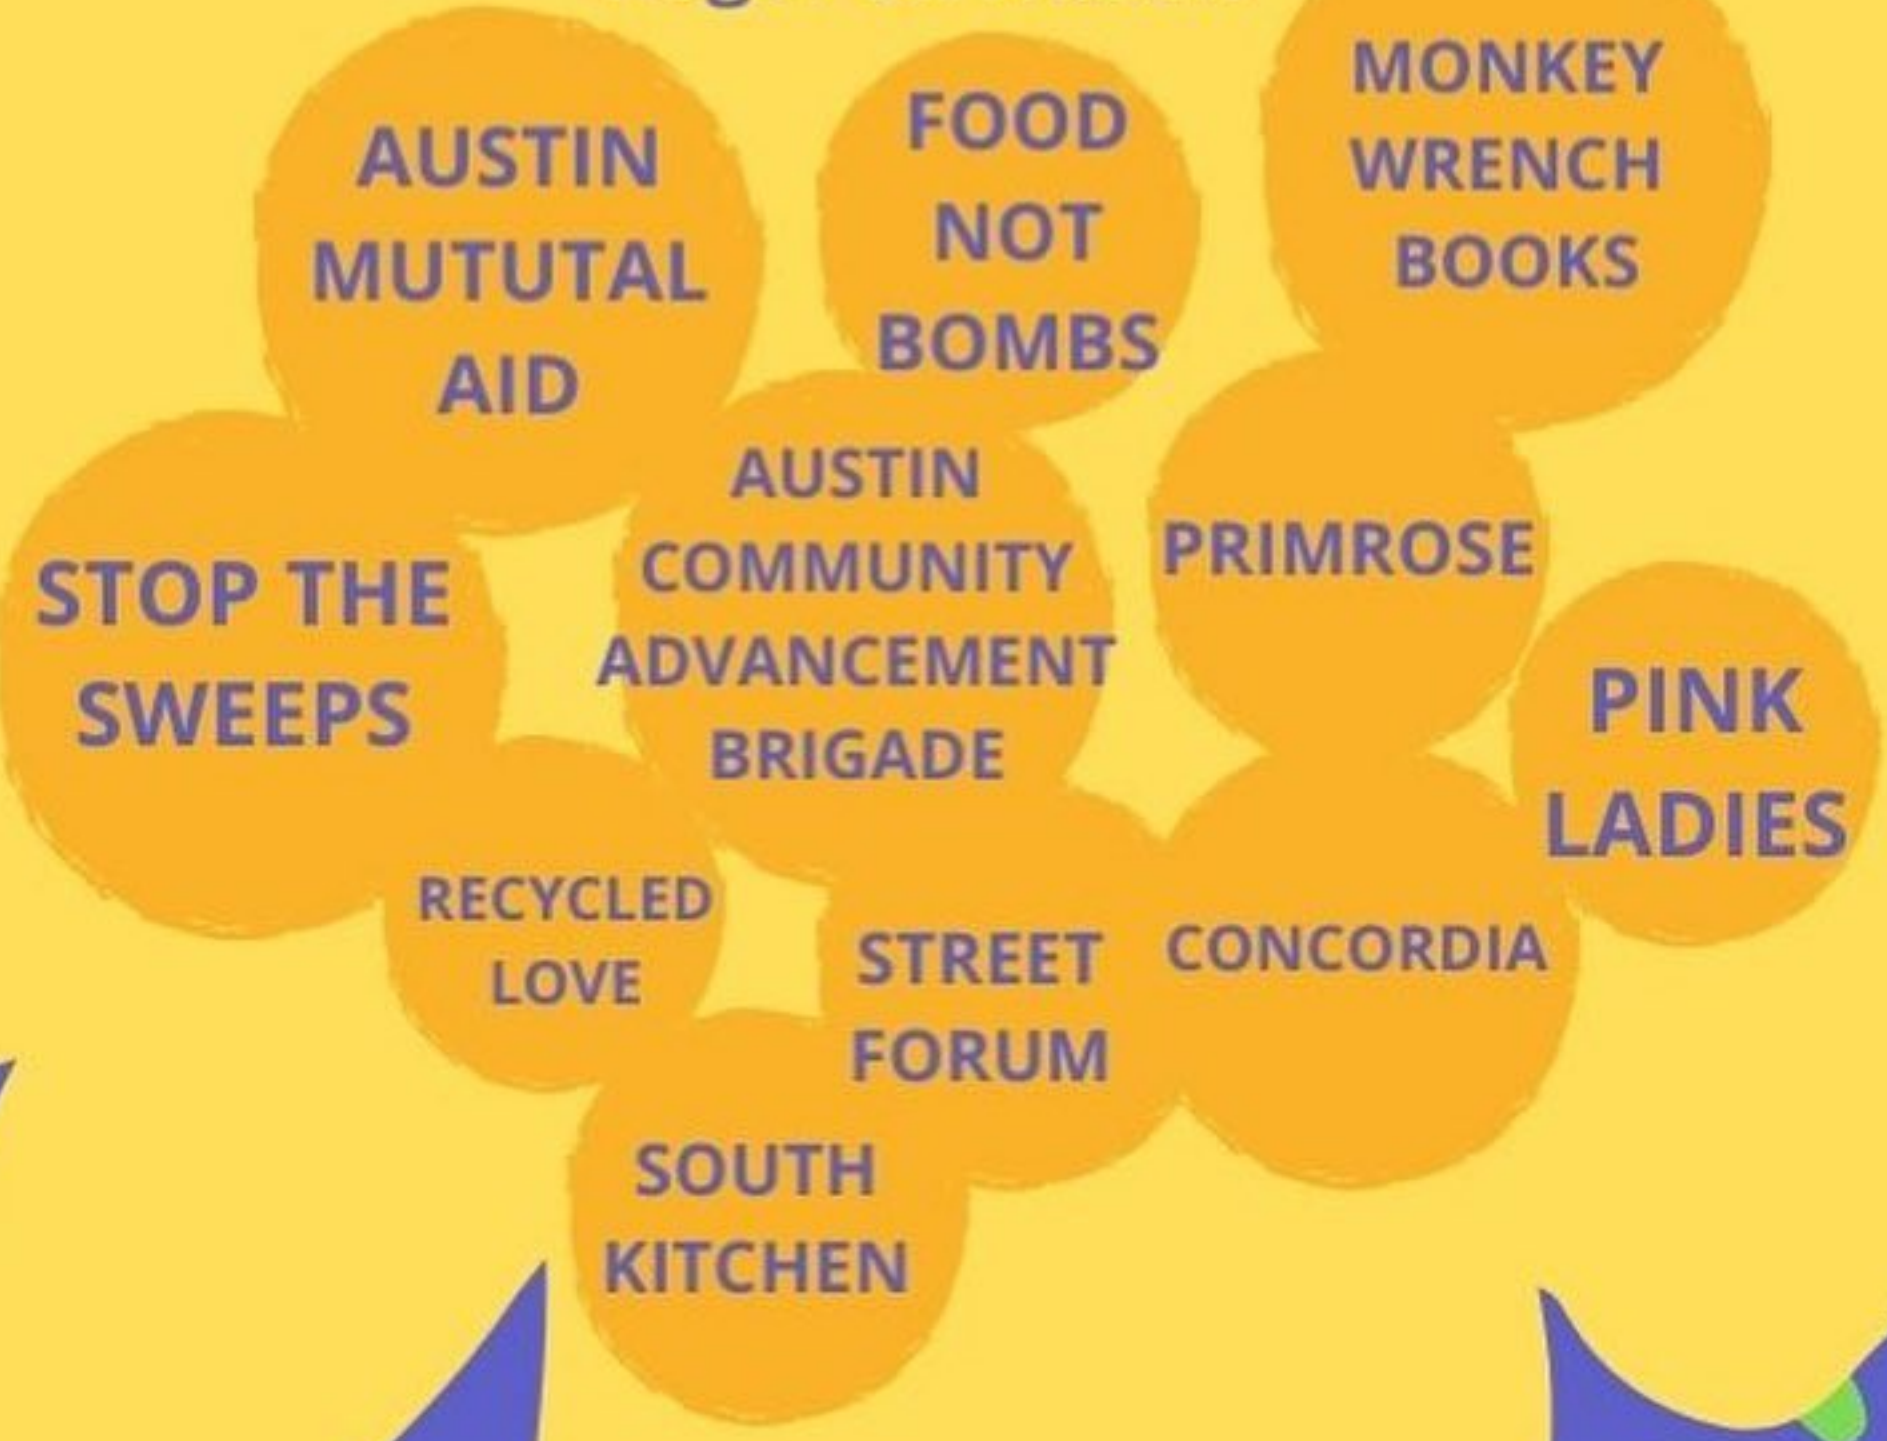 AUSTIN
MUTUTAL
AID
FOOD
NOT
BOMBS
MONKEY
WRENCH
BOOKS
STOP THE
SWEEPS
AUSTIN
COMMUNITY
ADVANCEMENT
BRIGADE
PRIMROSE
PINK
LADIES
RECYCLED
LOVE
STREET
FORUM
CONCORDIA
SOUTH
KITCHEN